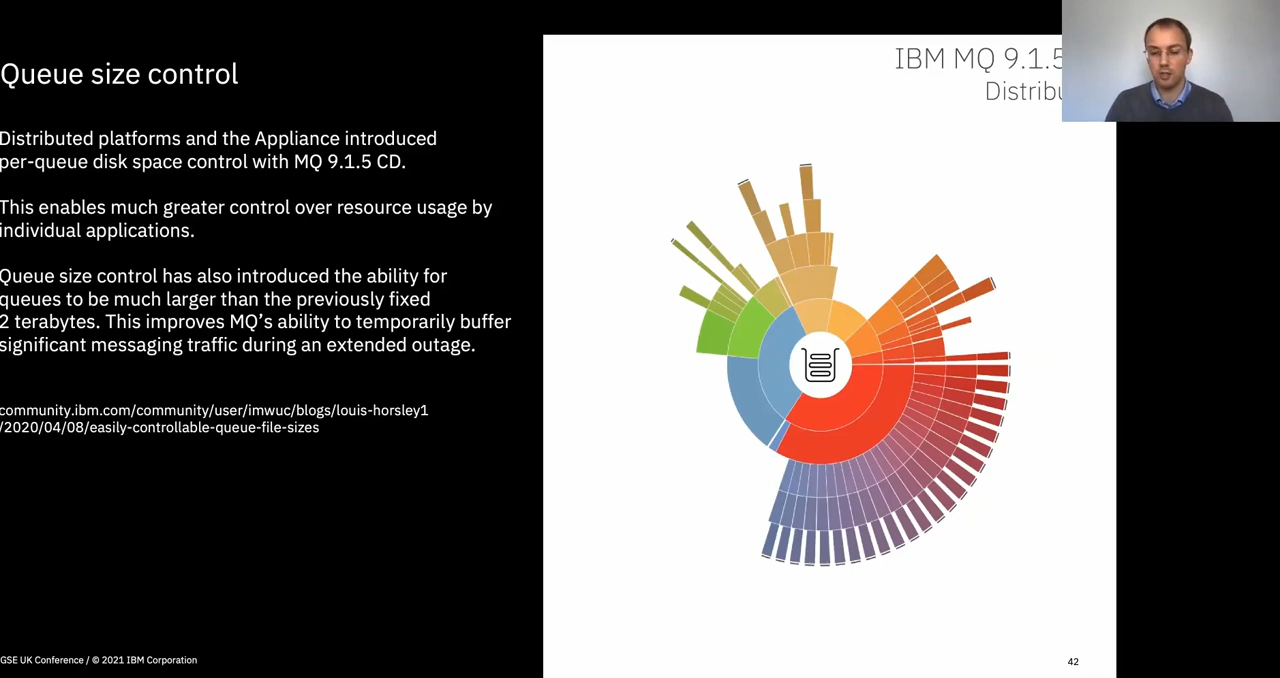 Queue size control
Distributed platforms and the Appliance introduced
per-queue disk space control with MQ 9.1.5 CD.
This enables much greater control over resource usage by
individual applications.
Queue size control has also introduced the ability for
queues to be much larger than the previously fixed
2 terabytes. This improves MQ’s ability to temporarily buffer
significant messaging traffic during an extended outage.
community.ibm.com/community/user/imwuc/blogs/louis-horsley1
/2020/04/08/easily-controllable-queue-file-sizes
GSE UK Conference / © 2021 IBM Corporation
IBM MQ 9.1.5
Distribu
42